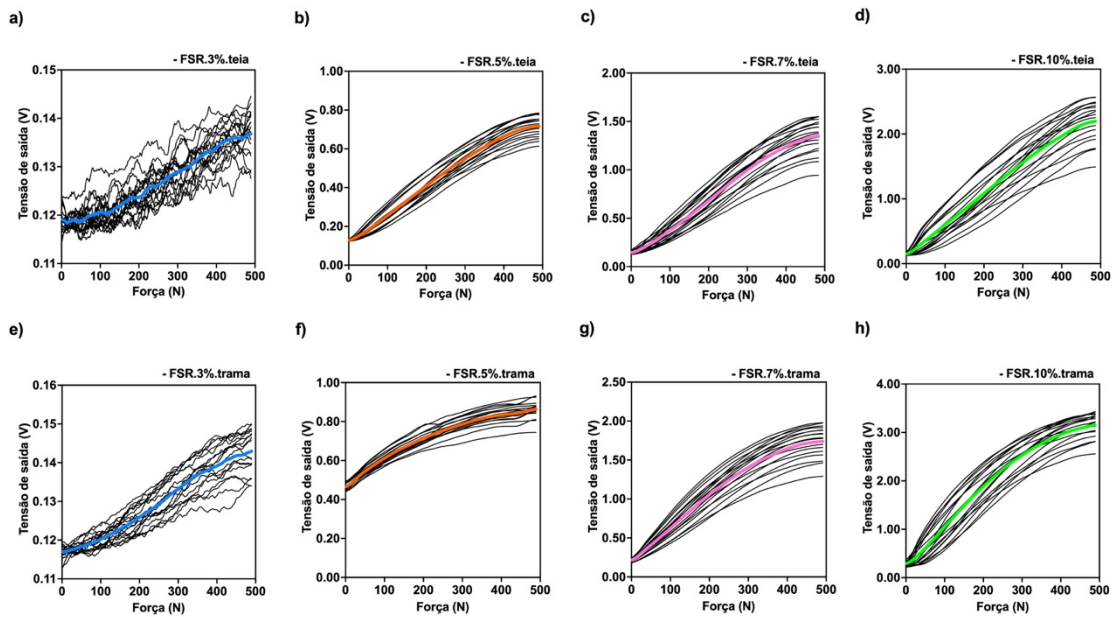 a)
- FSR.3%.teia
0.15
0.14
0.13
0.12
0.11
Tensão de saída (V)
0 100 200 300 400 500
Força (N)
b)
- FSR.5%.teia
1.00
0.80
0.60
0.40
0.20
0.00
Tensão de saída (V)
0 100 200 300 400 500
Força (N)
c)
- FSR.7%.teia
2.00
1.50
1.00
0.50
0.00
Tensão de saída (V)
0 100 200 300 400 500
Força (N)
d)
- FSR.10%.teia
3.00
2.00
1.00
0.00
Tensão de saída (V)
0 100 200 300 400 500
Força (N)
e)
- FSR.3%.trama
0.16
0.15
0.14
0.13
0.12
0.11
Tensão de saída (V)
0 100 200 300 400 500
Força (N)
f)
- FSR.5%.trama
1.00
0.80
0.60
0.40
0.20
0.00
Tensão de saída (V)
0 100 200 300 400 500
Força (N)
g)
- FSR.7%.trama
2.50
2.00
1.50
1.00
0.50
0.00
Tensão de saída (V)
0 100 200 300 400 500
Força (N)
h)
- FSR.10%.trama
4.00
3.00
2.00
1.00
0.00
Tensão de saída (V)
0 100 200 300 400 500
Força (N)